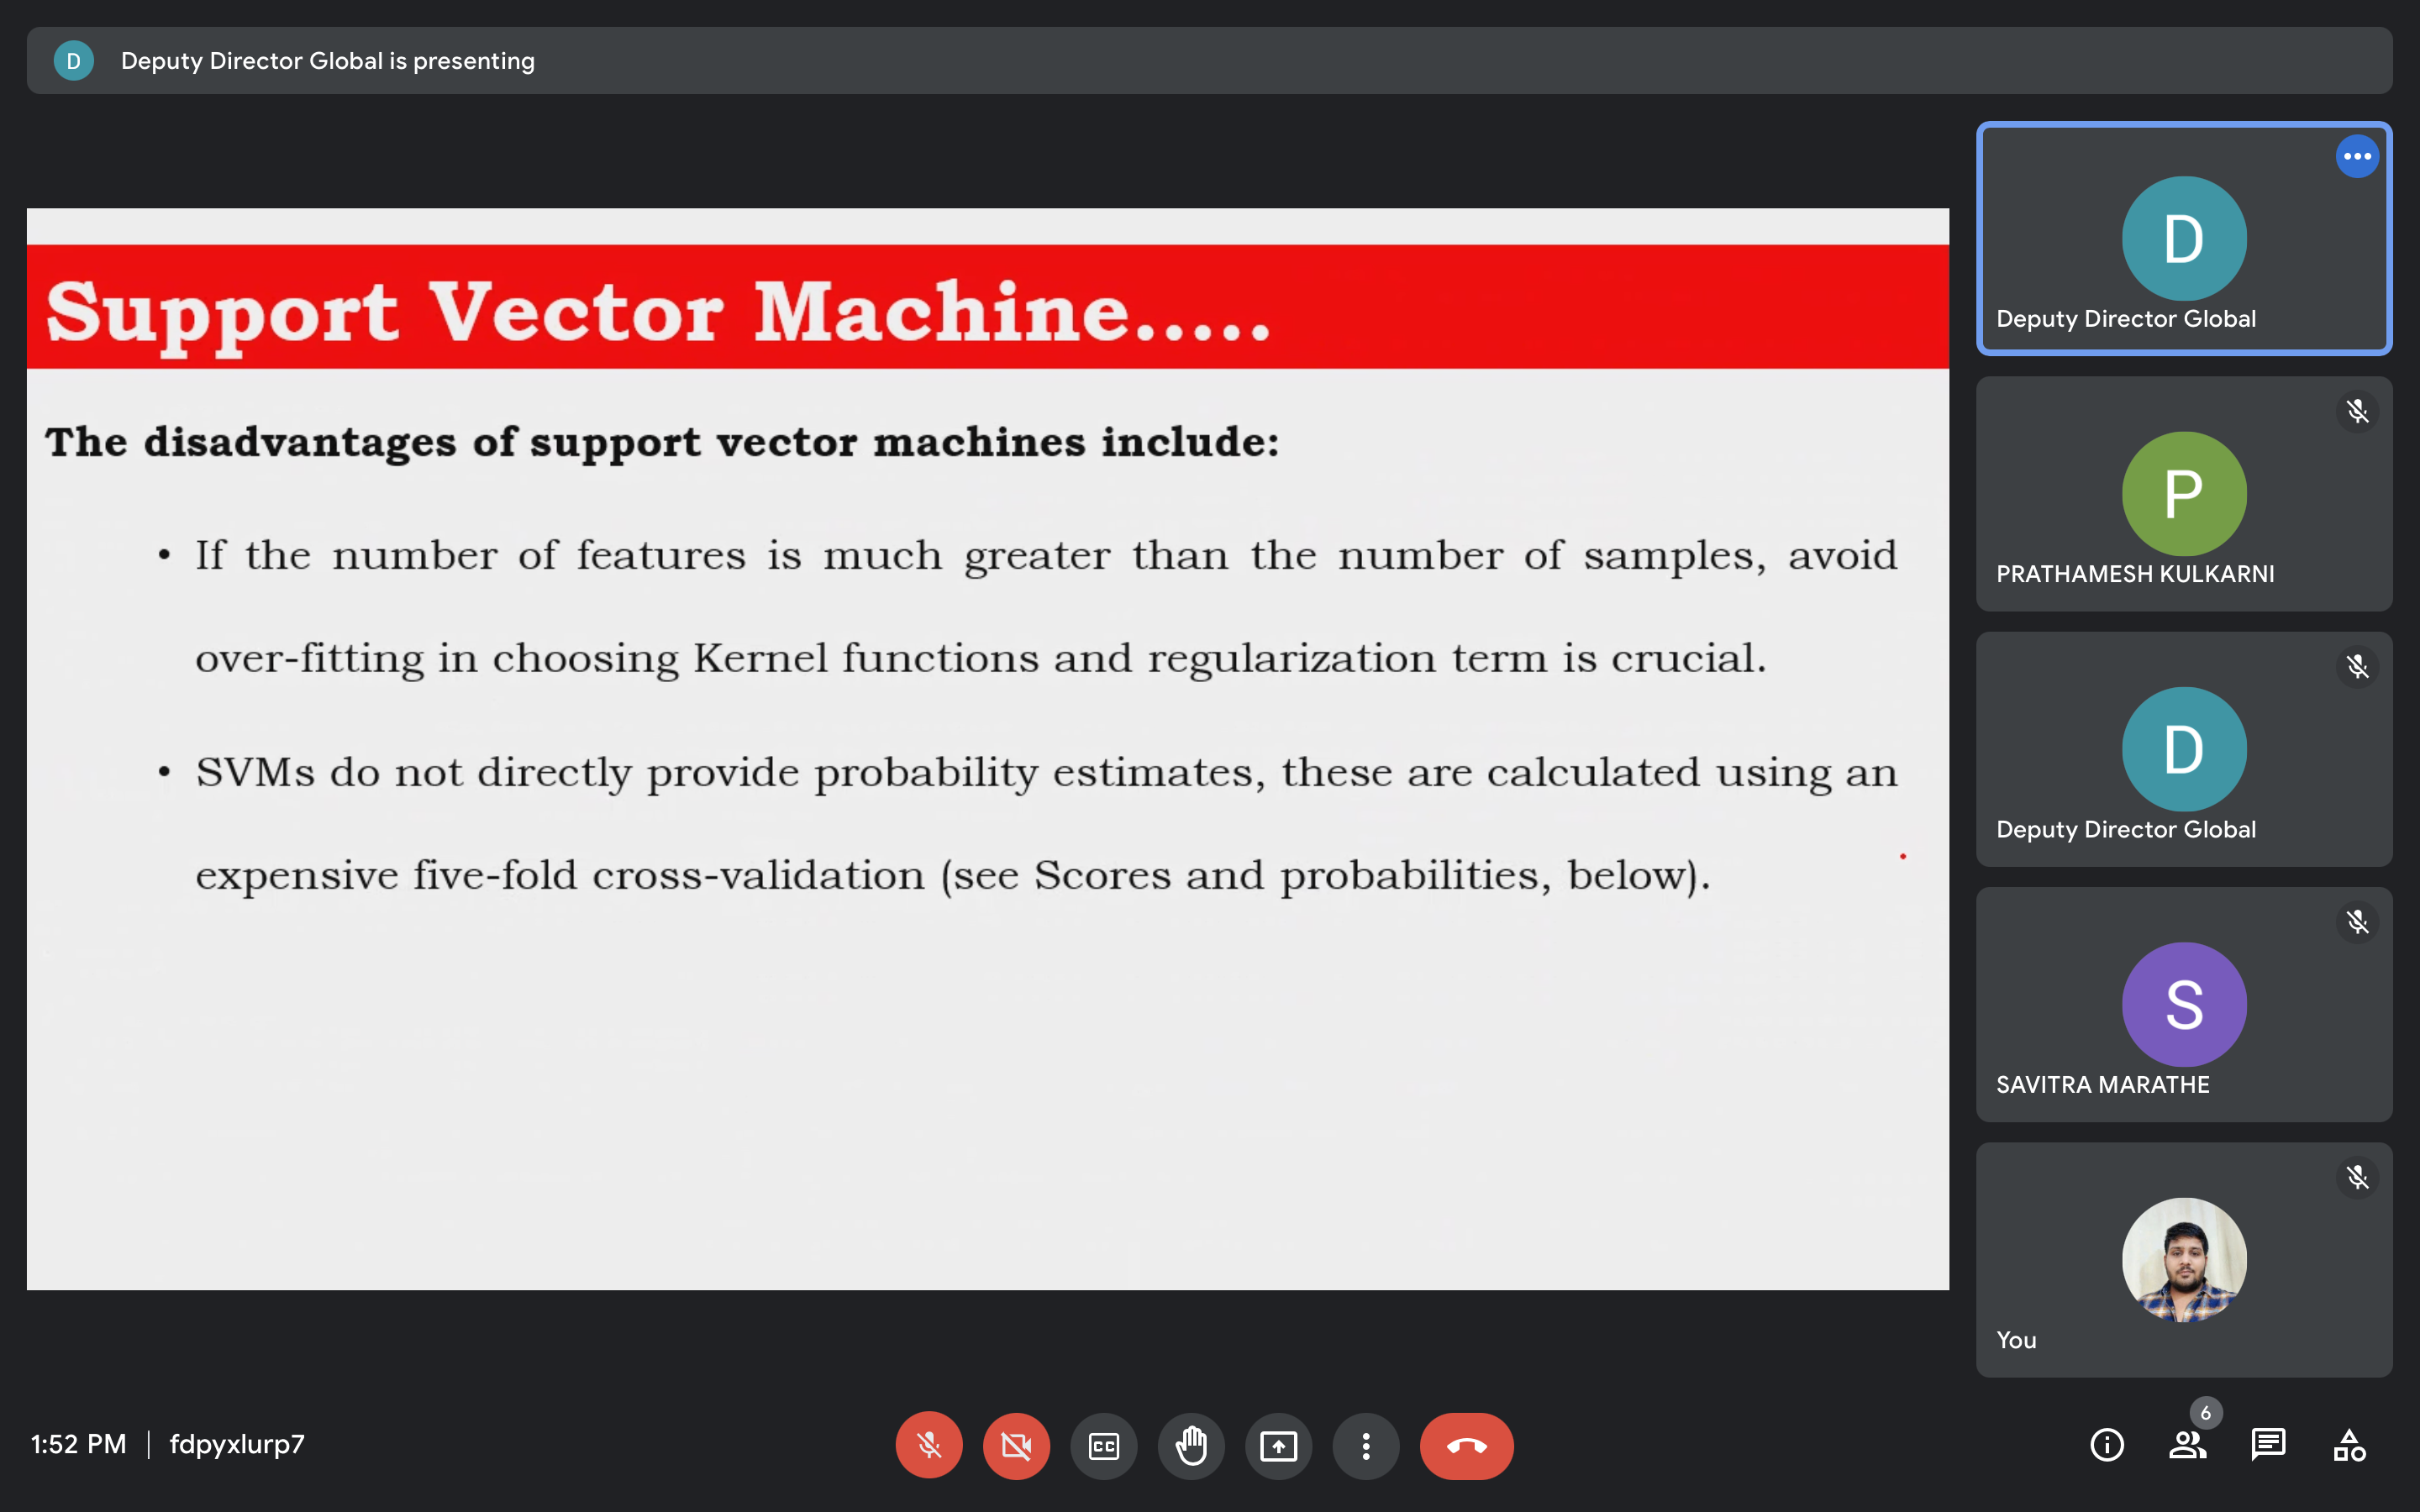 D Deputy Director Global is presenting
Support Vector Machine.....
The disadvantages of support vector machines include:
• If the number of features is much greater than the number of samples, avoid
over-fitting in choosing Kernel functions and regularization term is crucial.
• SVMs do not directly provide probability estimates, these are calculated using an
expensive five-fold cross-validation (see Scores and probabilities, below).
D
Deputy Director Global
P
PRATHAMESH KULKARNI
D
Deputy Director Global
S
SAVITRA MARATHE
You
1:52 PM | fdpyxlurp7
CC
6